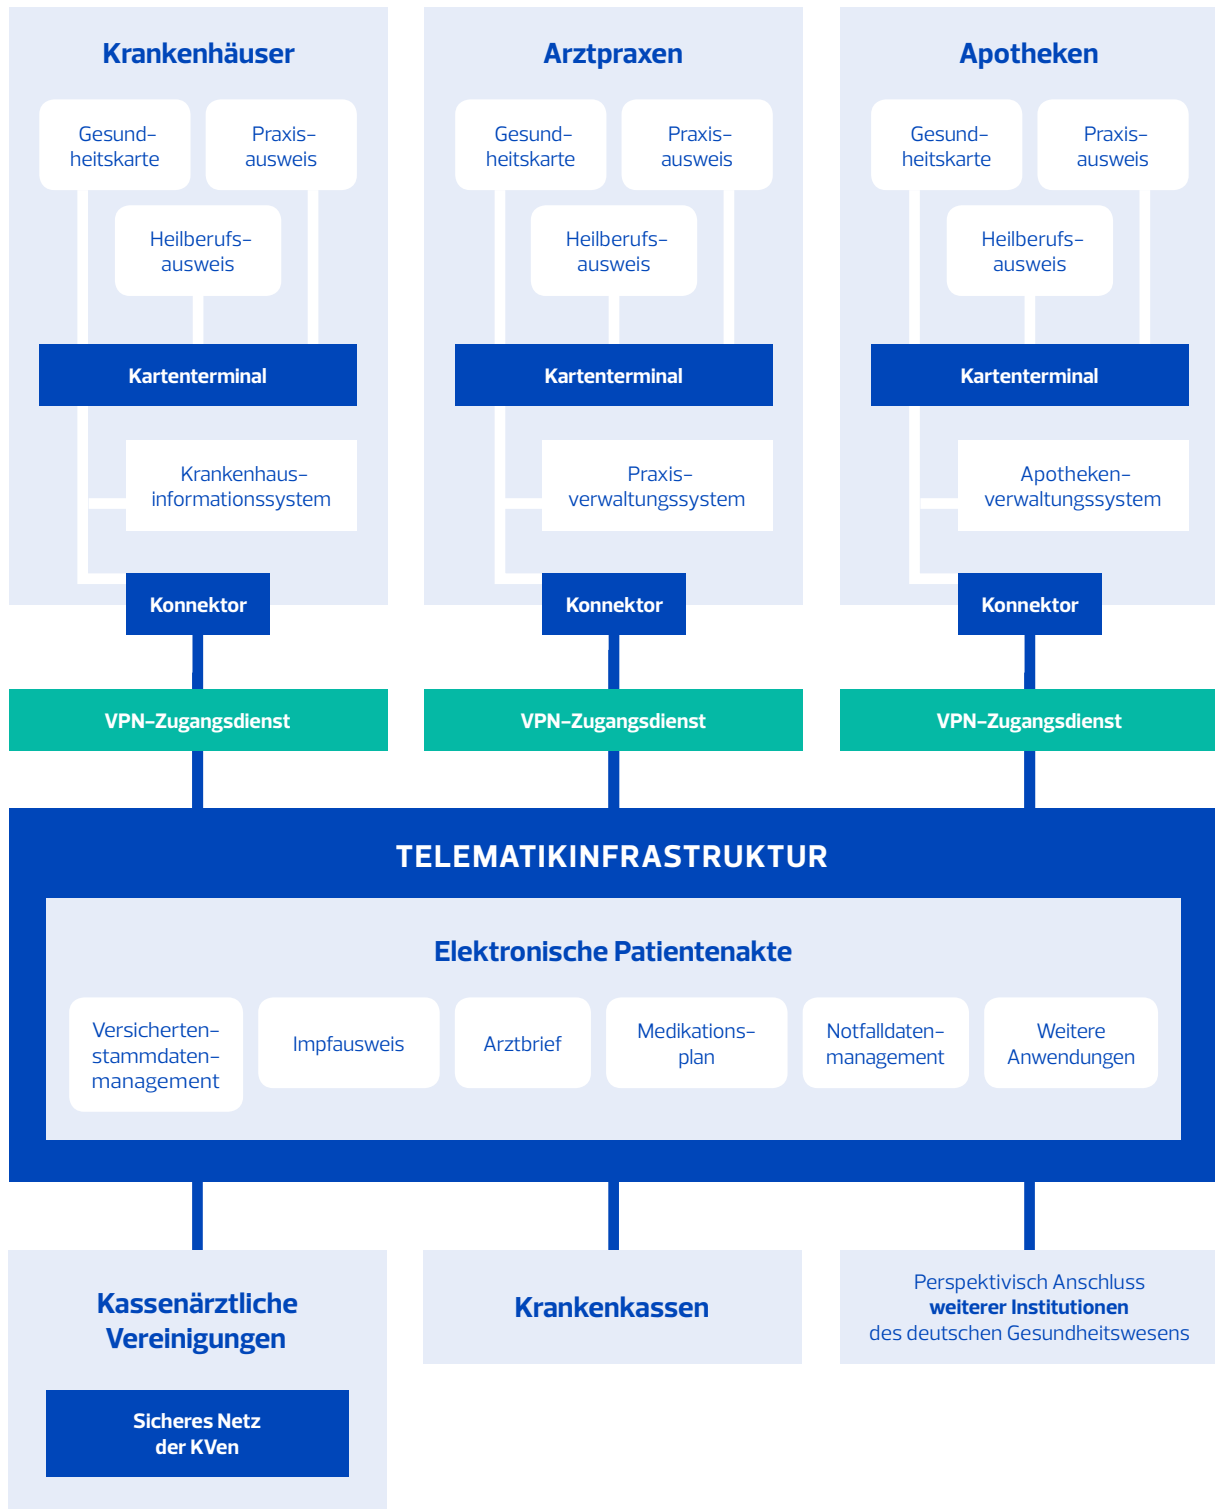 Krankenhäuser
Gesund-
heitskarte
Praxis-
ausweis
Heilberufs-
ausweis
Kartenterminal
Krankenhaus-
informationssystem
Konnektor
VPN-Zugangsdienst
Arztpraxen
Gesund-
heitskarte
Praxis-
ausweis
Heilberufs-
ausweis
Kartenterminal
Praxis-
verwaltungssystem
Konnektor
VPN-Zugangsdienst
Apotheken
Gesund-
heitskarte
Praxis-
ausweis
Heilberufs-
ausweis
Kartenterminal
Apotheken-
verwaltungssystem
Konnektor
VPN-Zugangsdienst
TELEMATIKINFRASTRUKTUR
Elektronische Patientenakte
Versicherten-
stammdaten-
management
Impfausweis
Arztbrief
Medikations-
plan
Notfalldaten-
management
Weitere
Anwendungen
Kassenärztliche
Vereinigungen
Sicheres Netz
der KVen
Krankenkassen
Perspektivisch Anschluss
weiterer Institutionen
des deutschen Gesundheitswesens